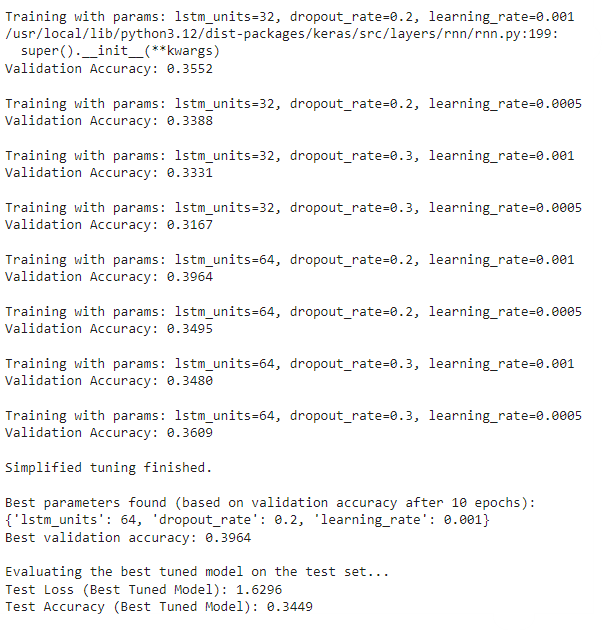 Training with params: lstm_units=32, dropout_rate=0.2, learning_rate=0.001
/usr/local/lib/python3.12/dist-packages/keras/src/layers/rnn/rnn.py:199:
  super().__init__(**kwargs)
Validation Accuracy: 0.3552

Training with params: lstm_units=32, dropout_rate=0.2, learning_rate=0.0005
Validation Accuracy: 0.3388

Training with params: lstm_units=32, dropout_rate=0.3, learning_rate=0.001
Validation Accuracy: 0.3331

Training with params: lstm_units=32, dropout_rate=0.3, learning_rate=0.0005
Validation Accuracy: 0.3167

Training with params: lstm_units=64, dropout_rate=0.2, learning_rate=0.001
Validation Accuracy: 0.3964

Training with params: lstm_units=64, dropout_rate=0.2, learning_rate=0.0005
Validation Accuracy: 0.3495

Training with params: lstm_units=64, dropout_rate=0.3, learning_rate=0.001
Validation Accuracy: 0.3480

Training with params: lstm_units=64, dropout_rate=0.3, learning_rate=0.0005
Validation Accuracy: 0.3609

Simplified tuning finished.

Best parameters found (based on validation accuracy after 10 epochs):
{'lstm_units': 64, 'dropout_rate': 0.2, 'learning_rate': 0.001}
Best validation accuracy: 0.3964

Evaluating the best tuned model on the test set...
Test Loss (Best Tuned Model): 1.6296
Test Accuracy (Best Tuned Model): 0.3449